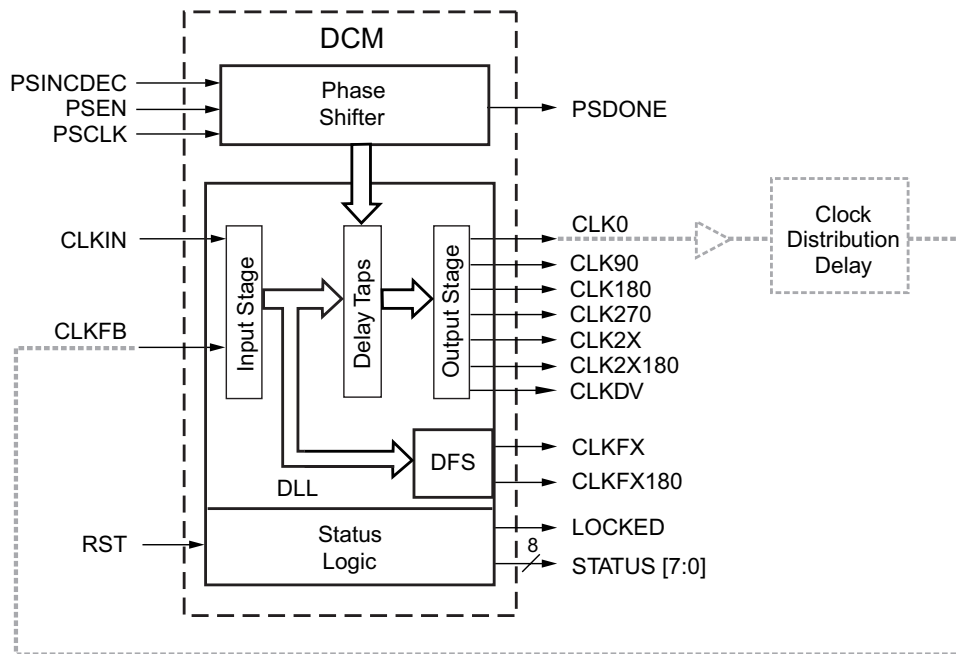 DCM
PSINCDEC
PSEN
PSCLK
Phase
Shifter
PSDONE
CLKIN
CLKFB
Input Stage
Delay Taps
Output Stage
CLK0
CLK90
CLK180
CLK270
CLK2X
CLK2X180
CLKDV
Clock
Distribution
Delay
DFS
CLKFX
CLKFX180
DLL
RST
Status
Logic
LOCKED
8
STATUS [7:0]